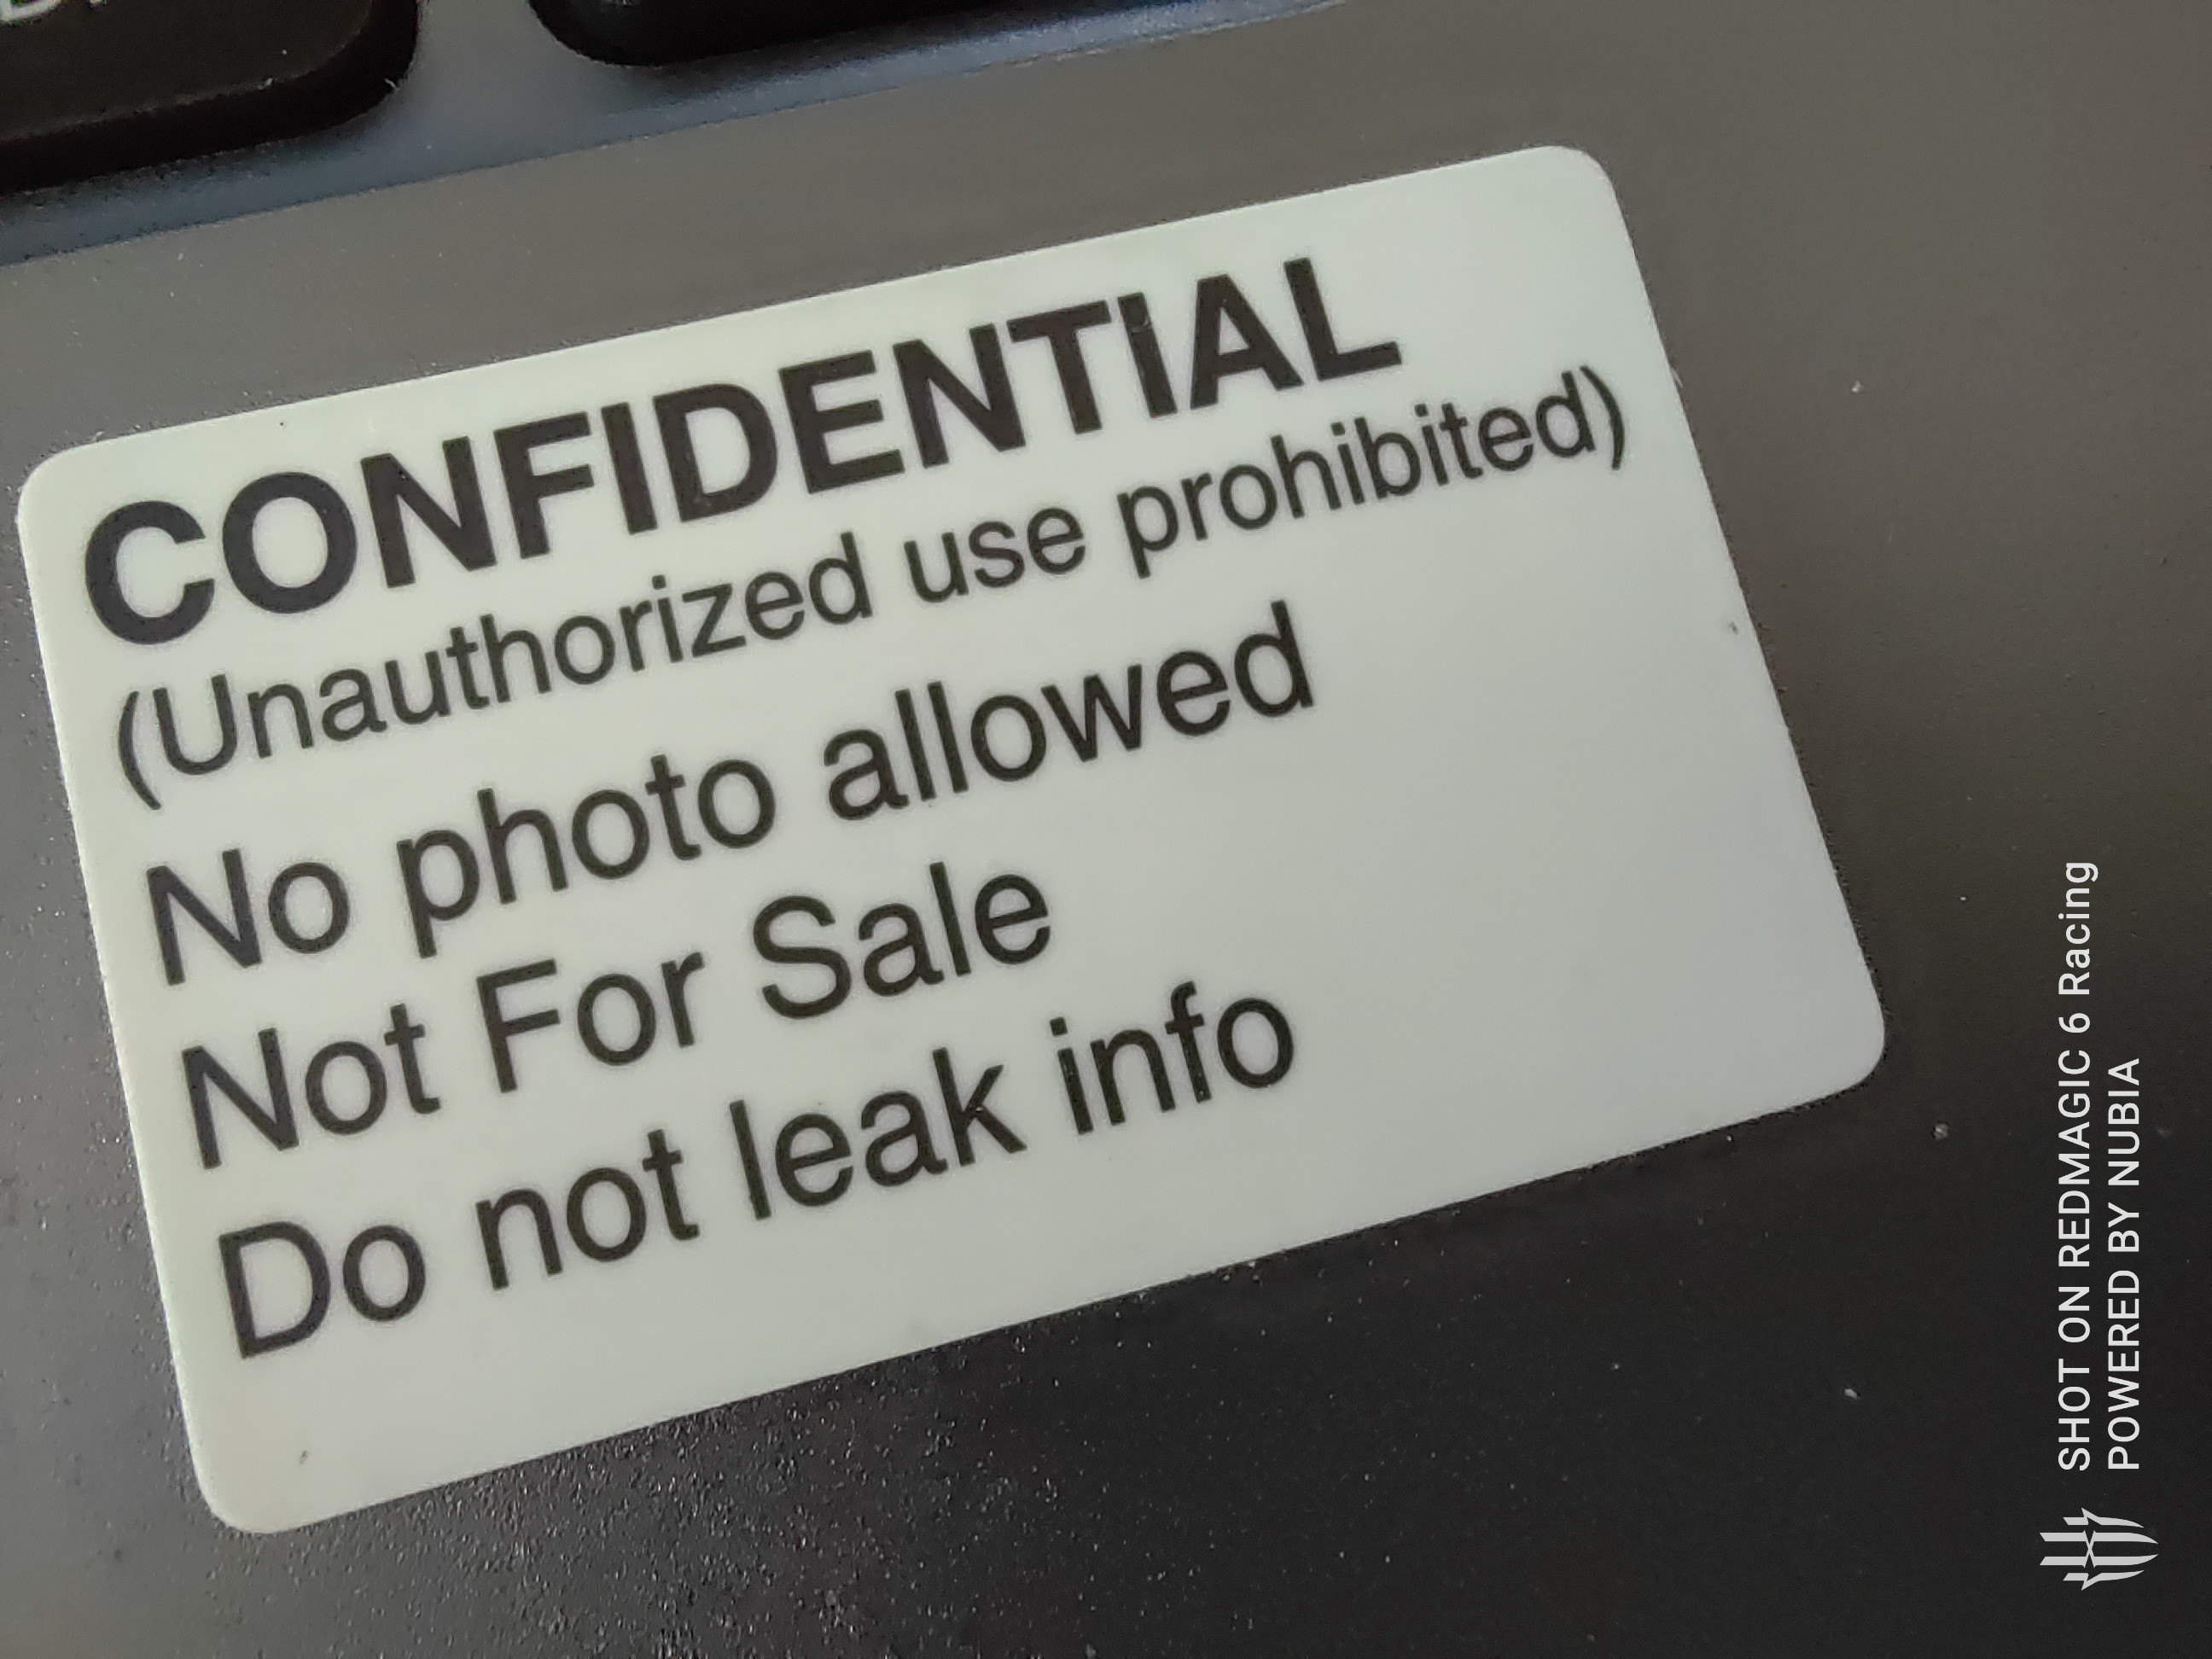 CONFIDENTIAL
(Unauthorized use prohibited)
No photo allowed
Not For Sale
Do not leak info
SHOT ON REDMAGIC 6 Racing
POWERED BY NUBIA